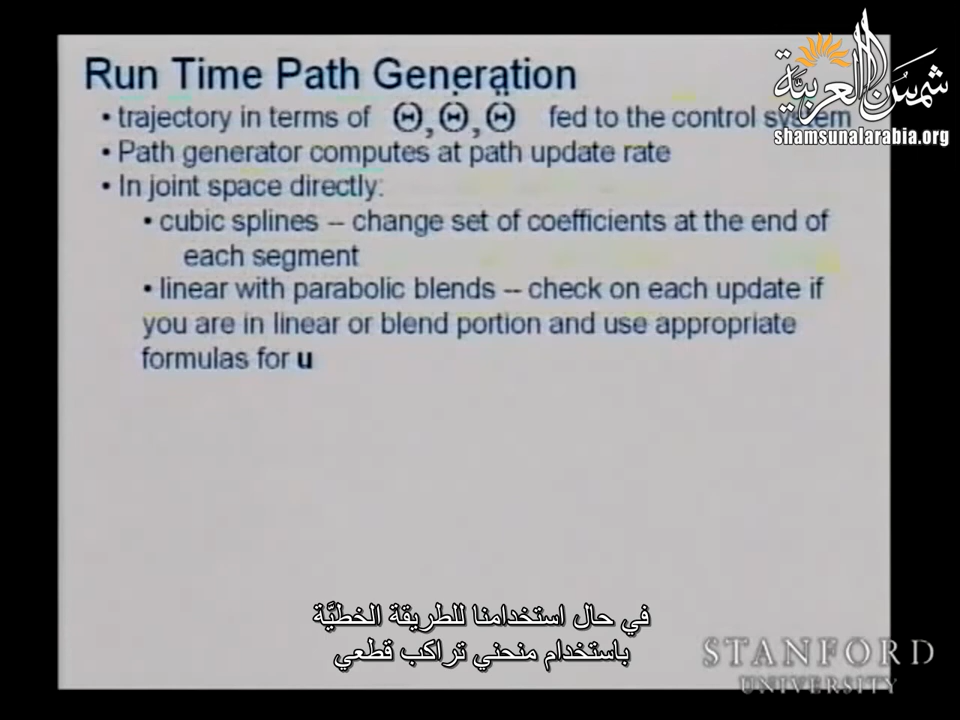 Run Time Path Generation
شمس العربية
shamsunalarabia.org
• trajectory in terms of Θ, Θ̇, Θ̈ fed to the control system
• Path generator computes at path update rate
• In joint space directly:
• cubic splines -- change set of coefficients at the end of
each segment
• linear with parabolic blends -- check on each update if
you are in linear or blend portion and use appropriate
formulas for u
في حال استخدامنا للطريقة الخطيَّة
باستخدام منحني تراكب قطعي
STANFORD
UNIVERSITY